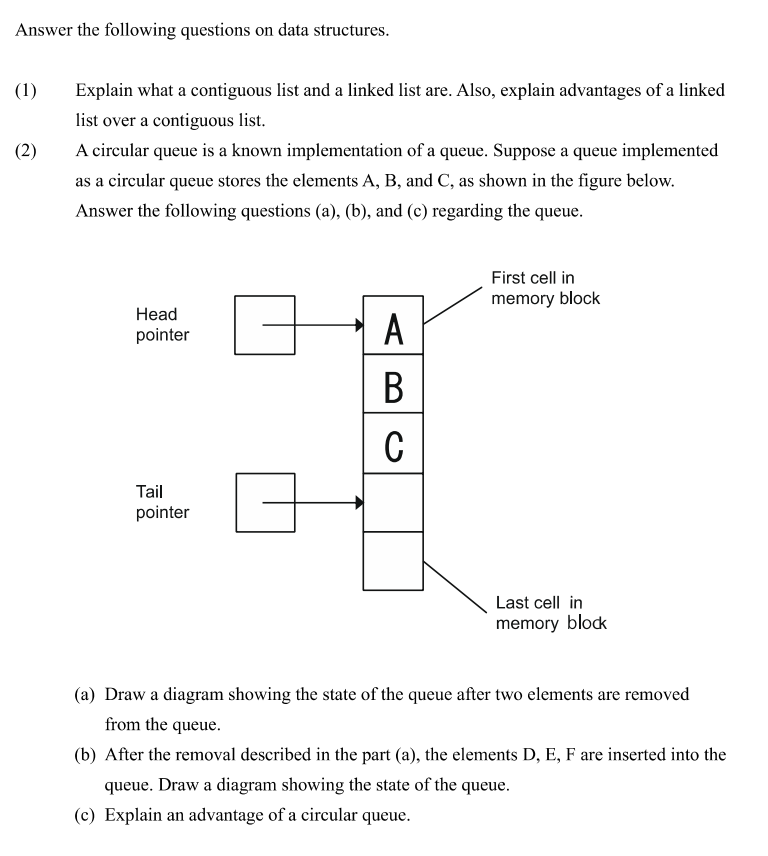 Answer the following questions on data structures.
(1) Explain what a contiguous list and a linked list are. Also, explain advantages of a linked
list over a contiguous list.
(2) A circular queue is a known implementation of a queue. Suppose a queue implemented
as a circular queue stores the elements A, B, and C, as shown in the figure below.
Answer the following questions (a), (b), and (c) regarding the queue.
First cell in
memory block
Head
pointer
A
B
C
Tail
pointer
Last cell in
memory block
(a) Draw a diagram showing the state of the queue after two elements are removed
from the queue.
(b) After the removal described in the part (a), the elements D, E, F are inserted into the
queue. Draw a diagram showing the state of the queue.
(c) Explain an advantage of a circular queue.